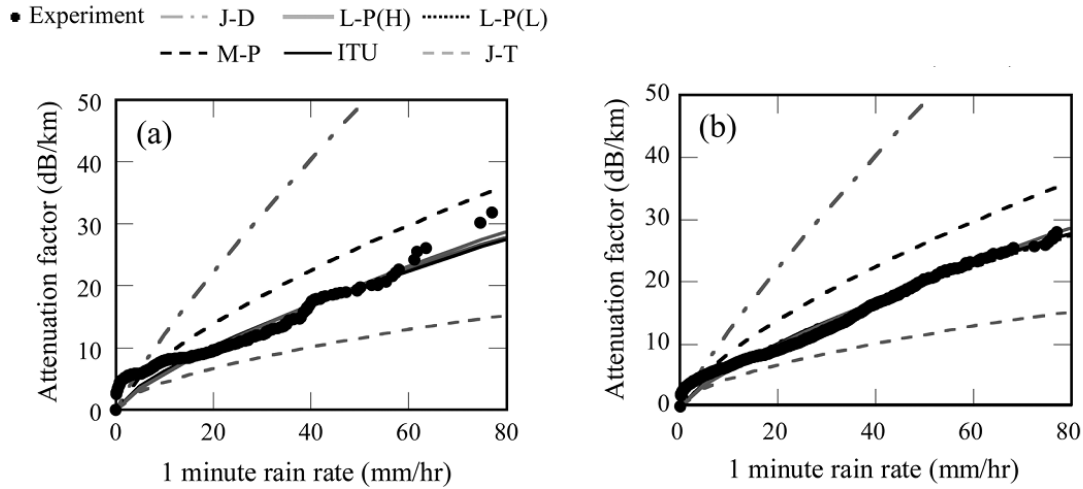 Experiment J-D L-P(H) L-P(L)
M-P ITU J-T
(a)
50
40
30
20
10
0
Attenuation factor (dB/km)
0 20 40 60 80
1 minute rain rate (mm/hr)
(b)
50
40
30
20
10
0
Attenuation factor (dB/km)
0 20 40 60 80
1 minute rain rate (mm/hr)